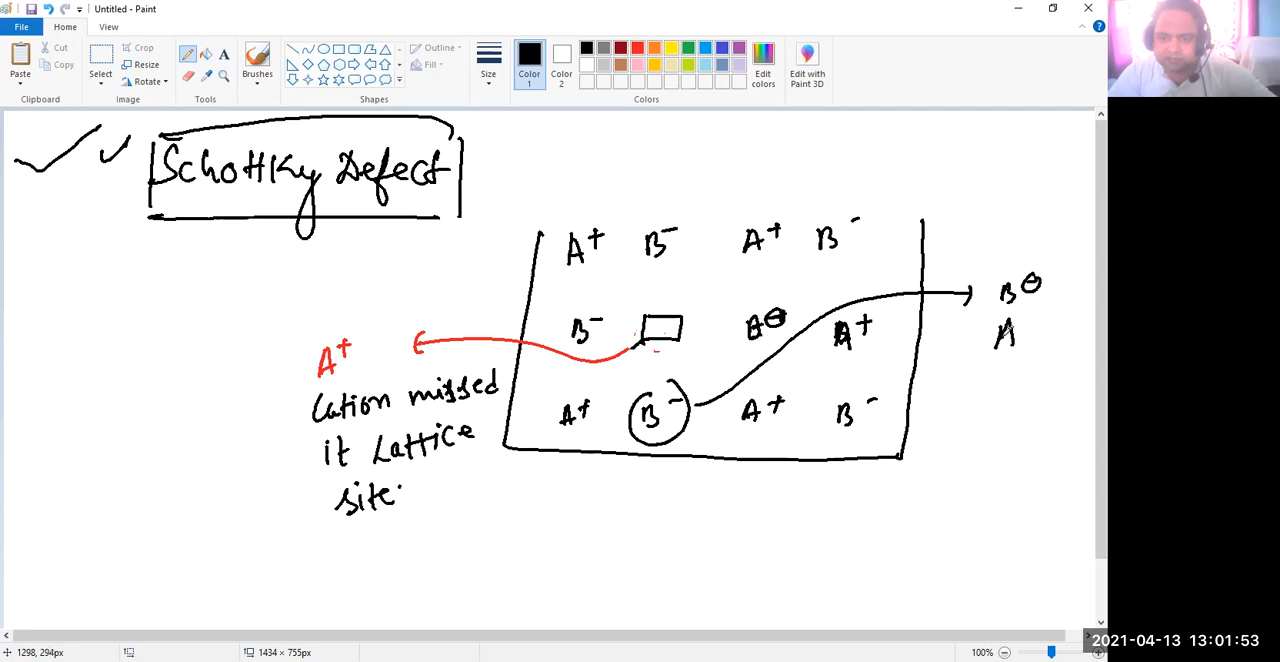 Untitled - Paint
File Home View
Paste
Cut
Copy
Clipboard
Select
Crop
Resize
Rotate
Image
Tools
Brushes
Shapes
Outline
Fill
Size
Color 1
Color 2
Colors
Edit colors
Edit with Paint 3D
Schottky Defect
A+ B- A+ B-
B⊖
B- A+
A
A+
Cation missed
it Lattice
site.
A+ B- A+ B-
2021-04-13 13:01:53
1298, 294px
1434 × 755px
100%